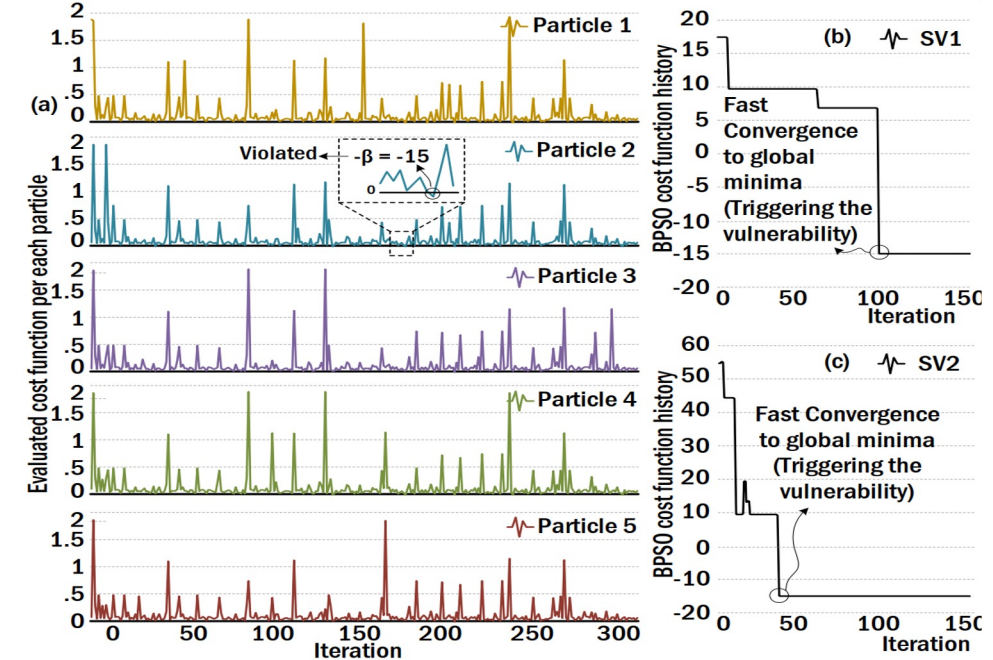 (a)
Evaluated cost function per each particle
2
1.5
1
.5
0
Particle 1
2
1.5
1
.5
0
Particle 2
Violated
-β = -15
0
2
1.5
1
.5
0
Particle 3
2
1.5
1
.5
0
Particle 4
2
1.5
1
.5
0
Particle 5
0 50 100 150 200 250 300
Iteration
BPSO cost function history
20
15
10
5
0
-5
-10
-15
-20
(b) SV1
Fast
Convergence
to global
minima
(Triggering the
vulnerability)
0 50 100 150
Iteration
BPSO cost function history
60
50
40
30
20
10
0
-10
-20
(c) SV2
Fast Convergence
to global minima
(Triggering the
vulnerability)
0 50 100 150
Iteration